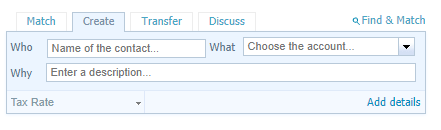 Match Create Transfer Discuss Find & Match
Who Name of the contact... What Choose the account...
Why Enter a description...
Tax Rate Add details